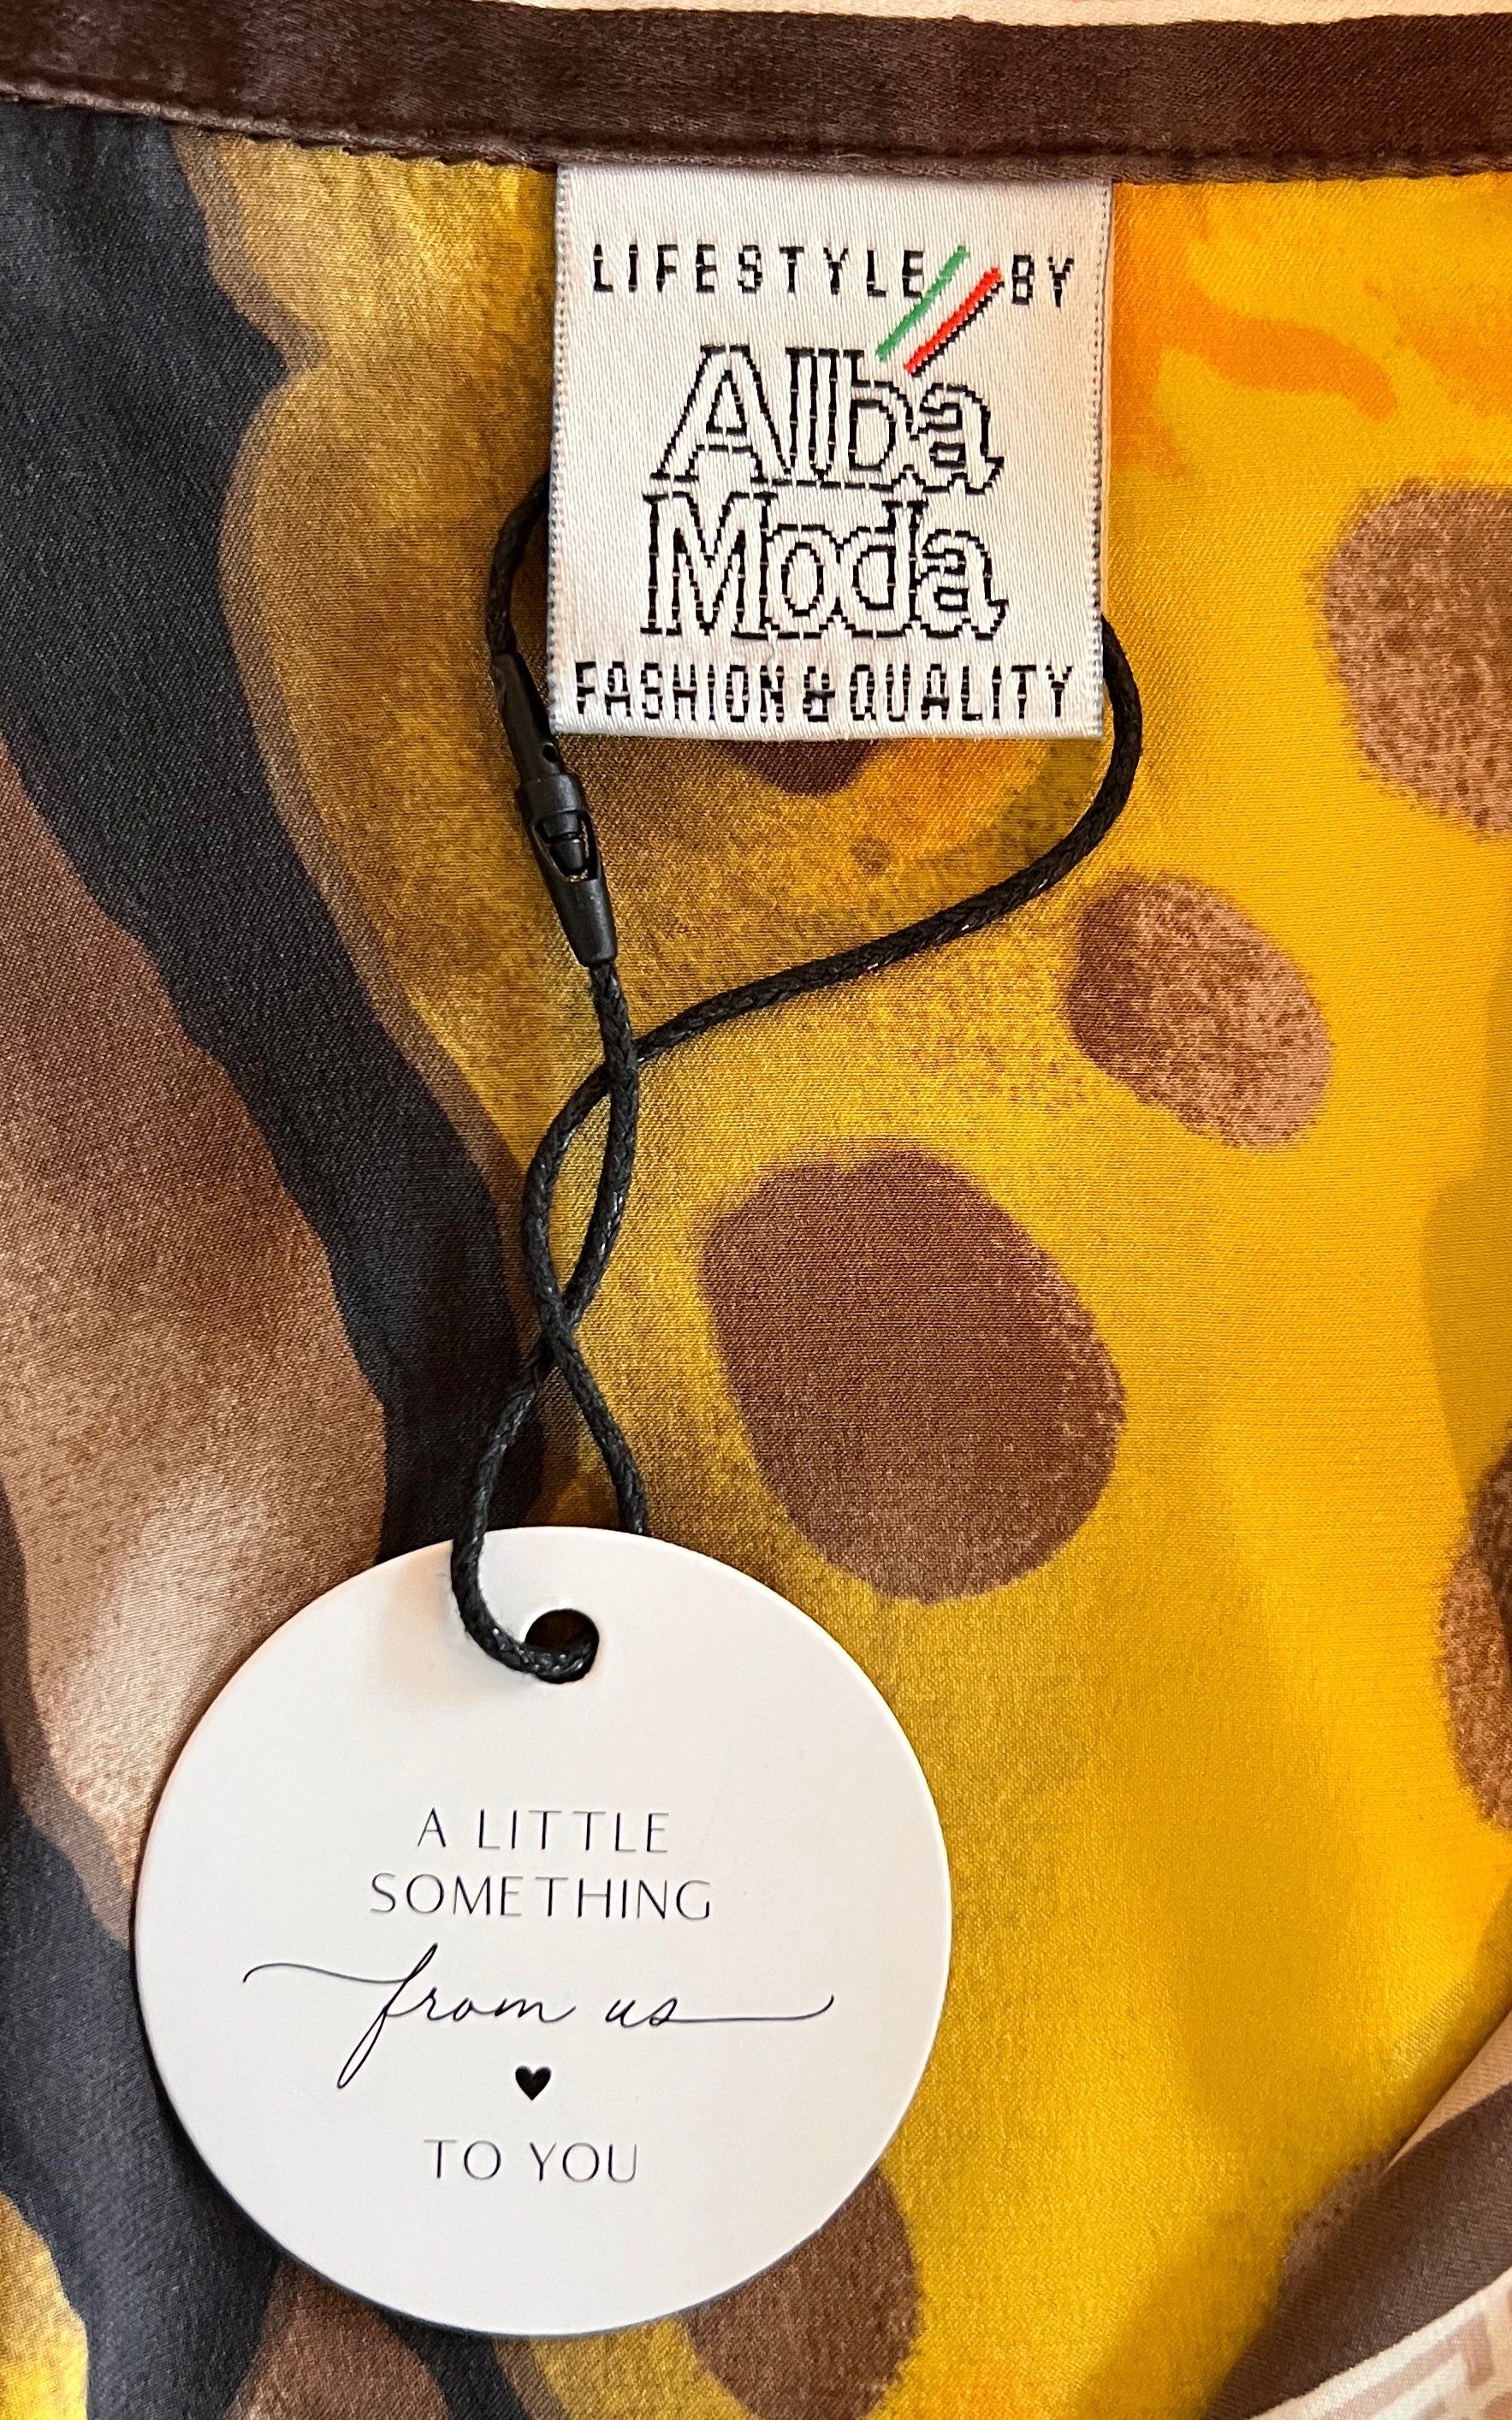 LIFESTYLE BY
Alba
Moda
FASHION & QUALITY
A LITTLE
SOMETHING
from us
TO YOU